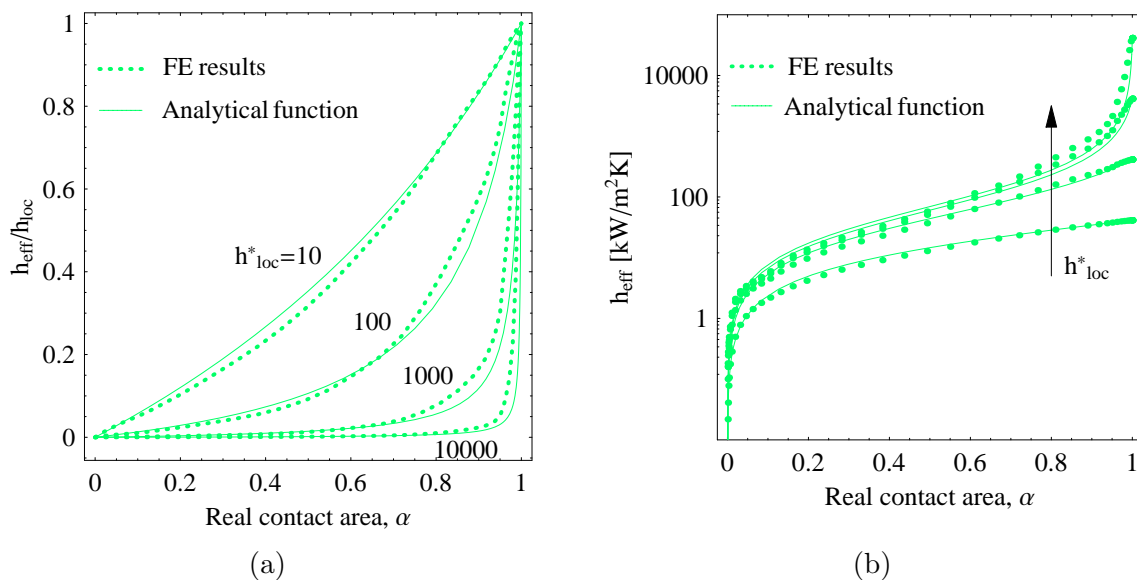 1
0.8
0.6
0.4
0.2
0
h_eff/h_loc
FE results
Analytical function
h*_loc=10
100
1000
10000
0 0.2 0.4 0.6 0.8 1
Real contact area, α
(a)
10000
100
1
h_eff [kW/m²K]
FE results
Analytical function
h*_loc
0 0.2 0.4 0.6 0.8 1
Real contact area, α
(b)